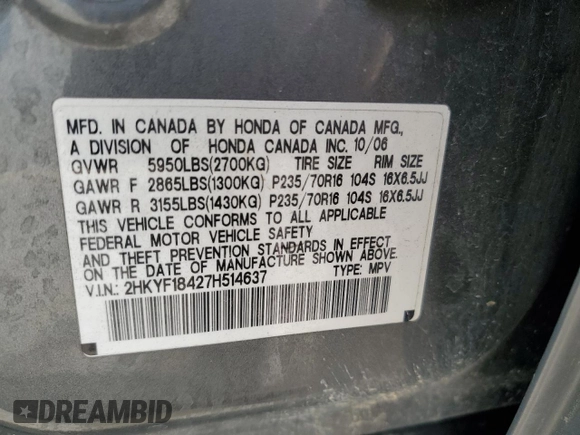 MFD. IN CANADA BY HONDA OF CANADA MFG.,
A DIVISION OF HONDA CANADA INC. 10/06
GVWR 5950LBS(2700KG) TIRE SIZE RIM SIZE
GAWR F 2865LBS(1300KG) P235/70R16 104S 16X6.5JJ
GAWR R 3155LBS(1430KG) P235/70R16 104S 16X6.5JJ
THIS VEHICLE CONFORMS TO ALL APPLICABLE
FEDERAL MOTOR VEHICLE SAFETY
AND THEFT PREVENTION STANDARDS IN EFFECT
ON THE DATE OF MANUFACTURE SHOWN ABOVE.
V.I.N.: 2HKYF18427H514637 TYPE: MPV
DREAMBID